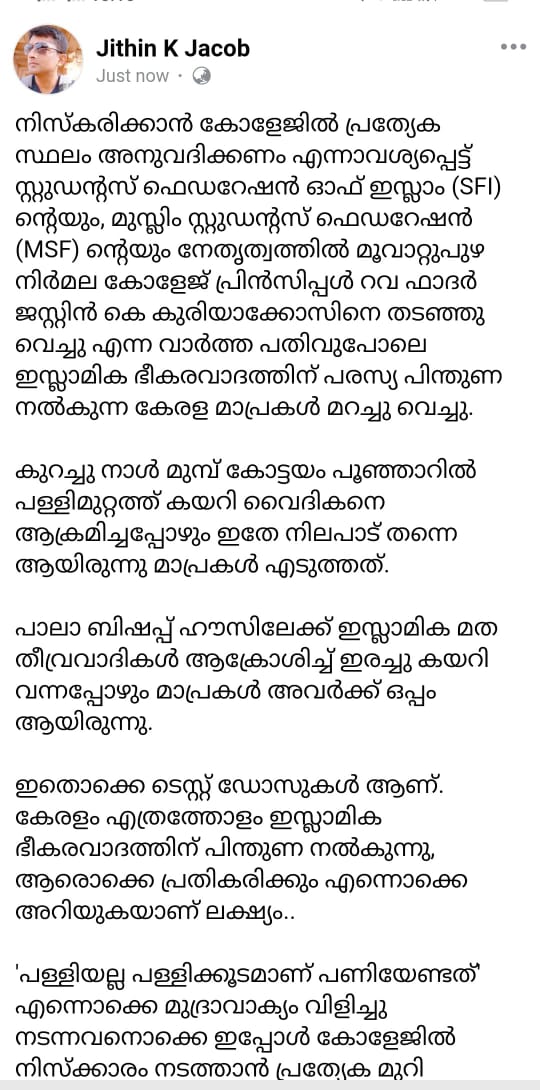 Jithin K Jacob
Just now
നിസ്കരിക്കാൻ കോളേജിൽ പ്രത്യേക
സ്ഥലം അനുവദിക്കണം എന്നാവശ്യപ്പെട്ട്
സ്റ്റുഡന്റസ് ഫെഡറേഷൻ ഓഫ് ഇസ്ലാം (SFI)
ന്റെയും, മുസ്ലിം സ്റ്റുഡന്റസ് ഫെഡറേഷൻ
(MSF) ന്റെയും നേതൃത്വത്തിൽ മൂവാറ്റുപുഴ
നിർമല കോളേജ് പ്രിൻസിപ്പൾ റവ ഫാദർ
ജസ്റ്റിൻ കെ കുരിയാക്കോസിനെ തടഞ്ഞു
വെച്ചു എന്ന വാർത്ത പതിവുപോലെ
ഇസ്ലാമിക ഭീകരവാദത്തിന് പരസ്യ പിന്തുണ
നൽകുന്ന കേരള മാപ്രകൾ മറച്ചു വെച്ചു.
കുറച്ചു നാൾ മുമ്പ് കോട്ടയം പൂഞ്ഞാറിൽ
പള്ളിമുറ്റത്ത് കയറി വൈദികനെ
ആക്രമിച്ചപ്പോഴും ഇതേ നിലപാട് തന്നെ
ആയിരുന്നു മാപ്രകൾ എടുത്തത്.
പാലാ ബിഷപ്പ് ഹൗസിലേക്ക് ഇസ്ലാമിക മത
തീവ്രവാദികൾ ആക്രോശിച്ച് ഇരച്ചു കയറി
വന്നപ്പോഴും മാപ്രകൾ അവർക്ക് ഒപ്പം
ആയിരുന്നു.
ഇതൊക്കെ ടെസ്റ്റ് ഡോസുകൾ ആണ്.
കേരളം എത്രത്തോളം ഇസ്ലാമിക
ഭീകരവാദത്തിന് പിന്തുണ നൽകുന്നു,
ആരൊക്കെ പ്രതികരിക്കും എന്നൊക്കെ
അറിയുകയാണ് ലക്ഷ്യം..
'പള്ളിയല്ല പള്ളിക്കൂടമാണ് പണിയേണ്ടത്'
എന്നൊക്കെ മുദ്രാവാക്യം വിളിച്ചു
നടന്നവനൊക്കെ ഇപ്പോൾ കോളേജിൽ
നിസ്ക്കാരം നടത്താൻ പ്രത്യേക മുറി